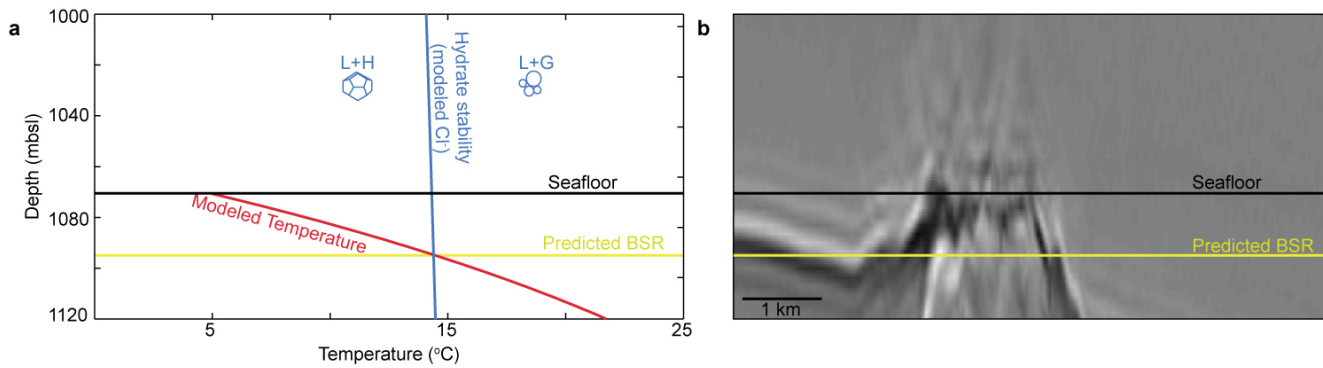 a
1000
1040
1080
1120
Depth (mbsl)
L+H
L+G
Hydrate stability
(modeled Cl⁻)
Seafloor
Modeled Temperature
Predicted BSR
5
15
25
Temperature (°C)
b
Seafloor
Predicted BSR
1 km